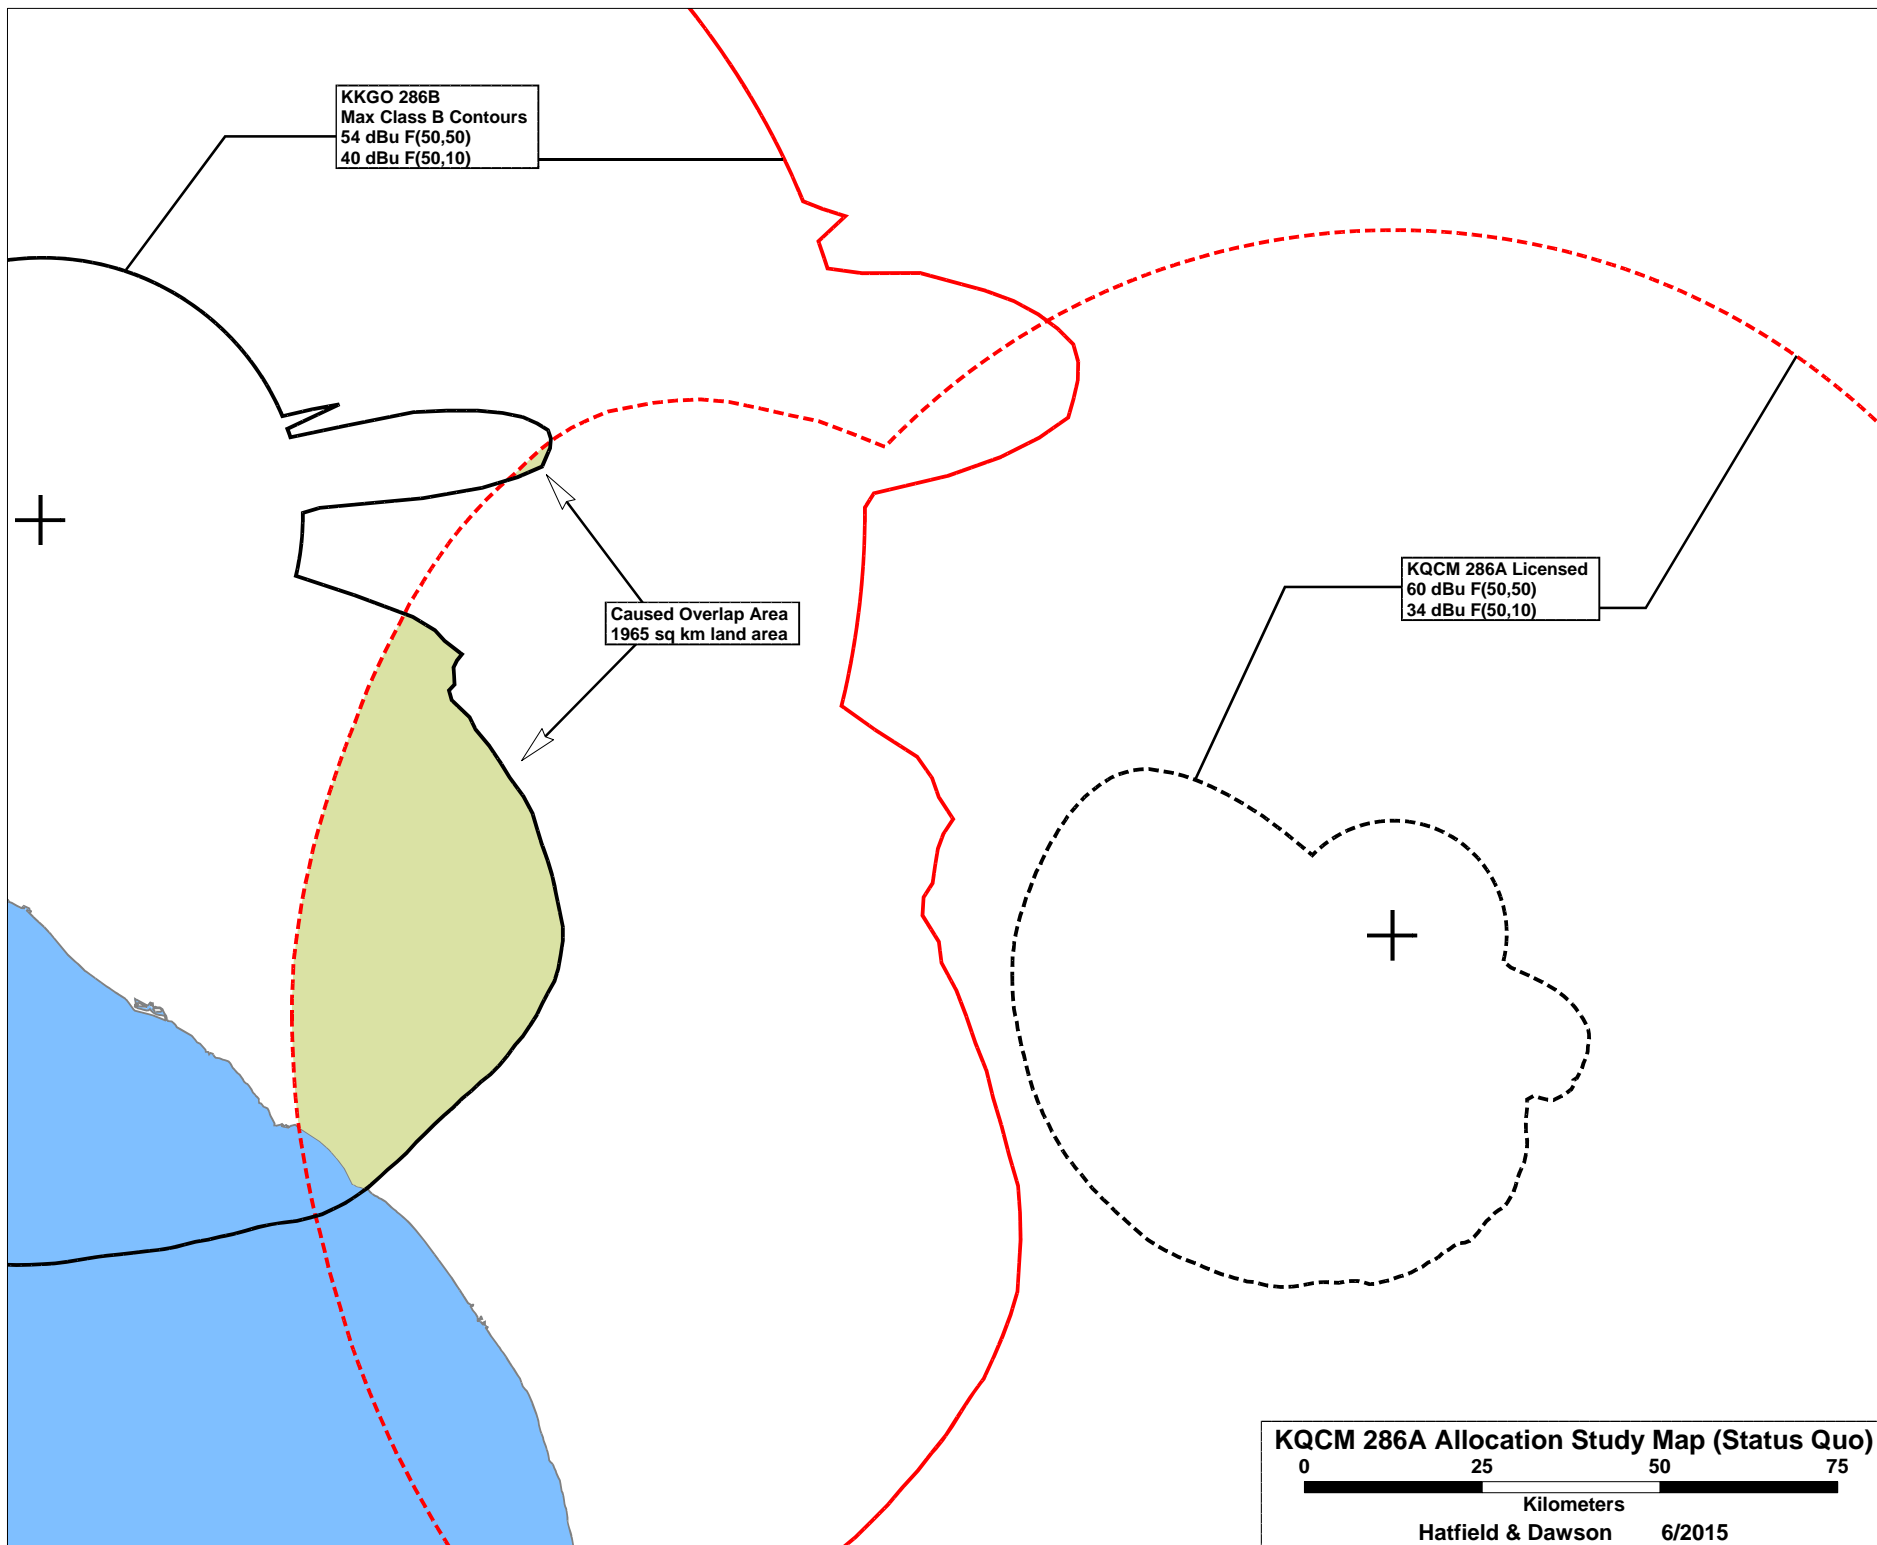 KKGO 286B
Max Class B Contours
54 dBu F(50,50)
40 dBu F(50,10)
KQCM 286A Licensed
60 dBu F(50,50)
34 dBu F(50,10)
Caused Overlap Area
1965 sq km land area
KQCM 286A Allocation Study Map (Status Quo)
0 25 50 75
Kilometers
Hatfield & Dawson 6/2015